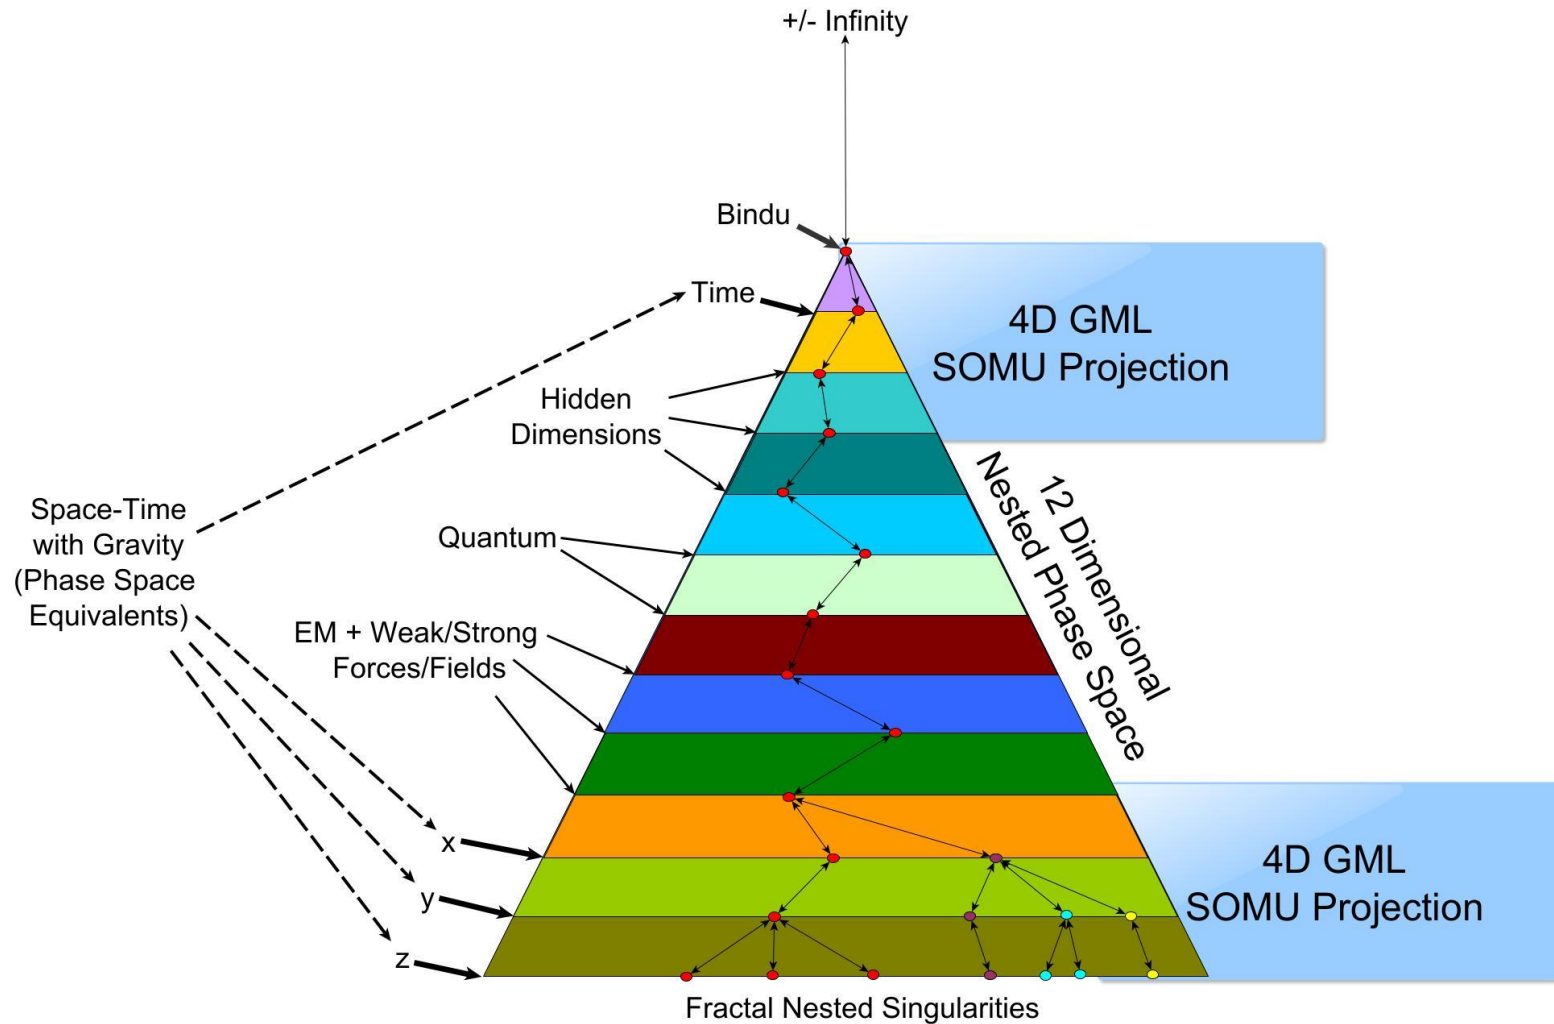 +/- Infinity
Bindu
Time
4D GML
SOMU Projection
Hidden
Dimensions
12 Dimensional
Nested Phase Space
Space-Time
with Gravity
(Phase Space
Equivalents)
Quantum
EM + Weak/Strong
Forces/Fields
x
y
z
4D GML
SOMU Projection
Fractal Nested Singularities